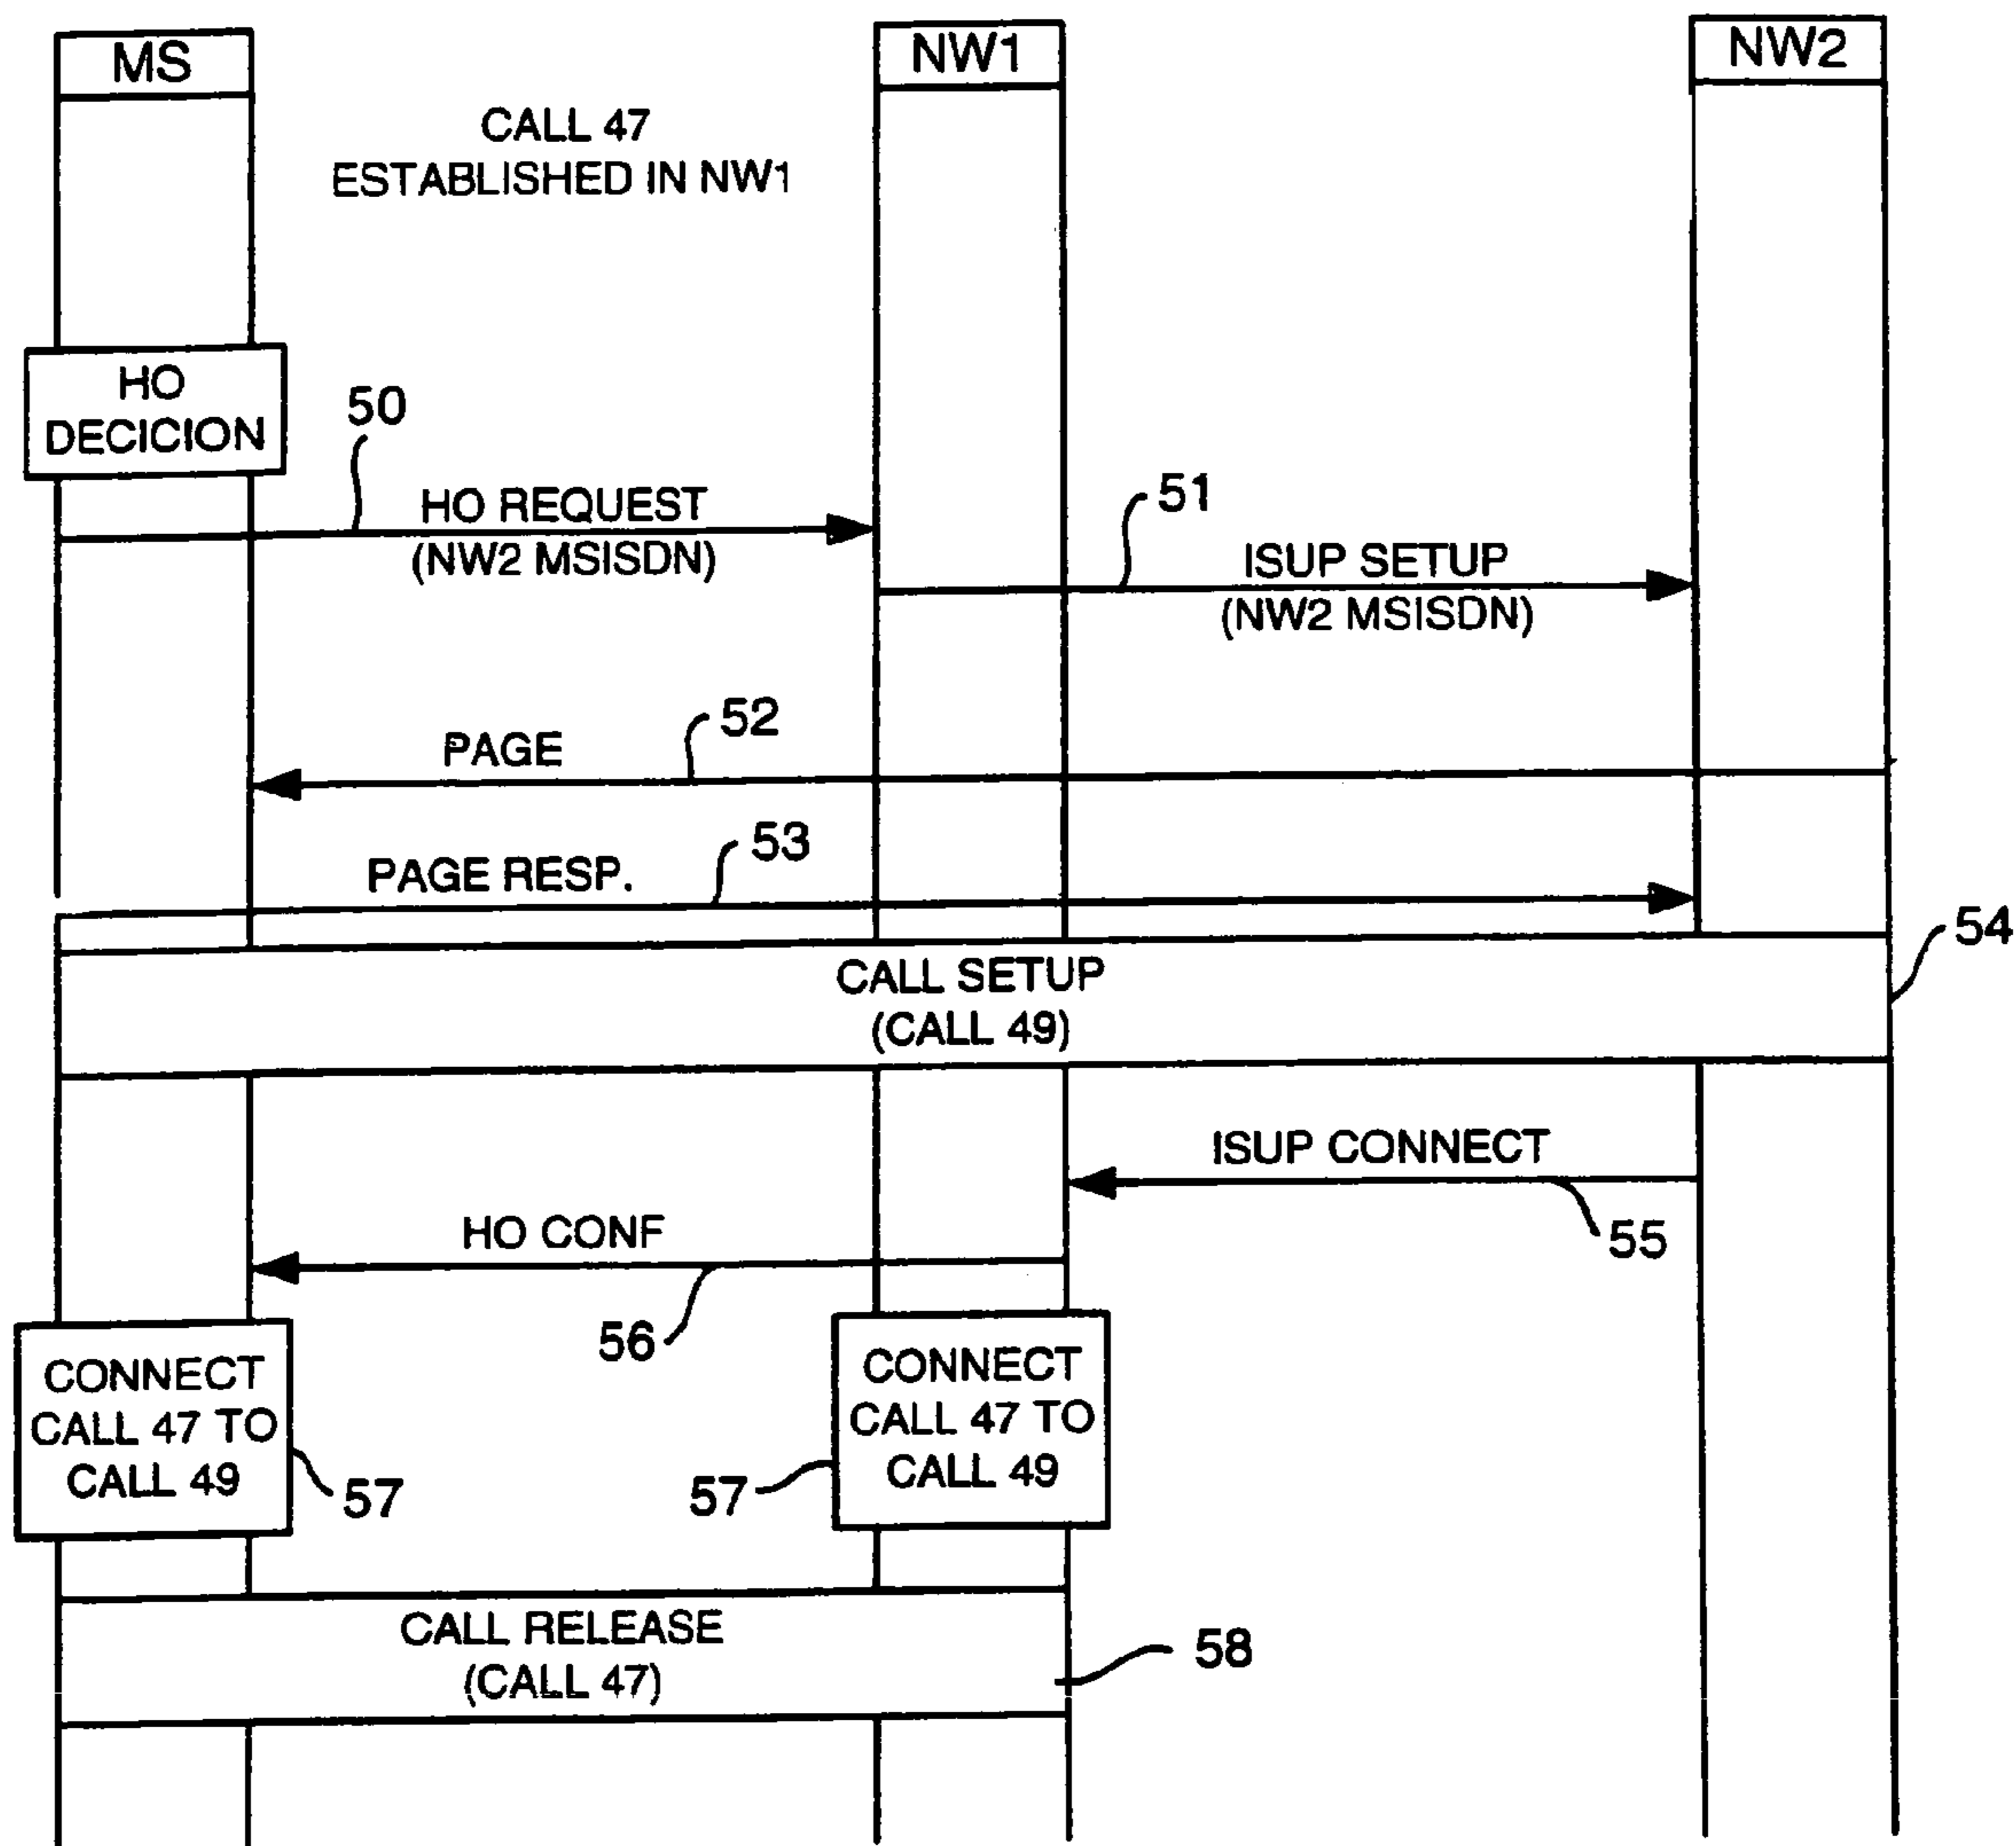 MS
NW1
NW2
CALL 47
ESTABLISHED IN NW1
HO
DECICION
50
HO REQUEST
(NW2 MSISDN)
51
ISUP SETUP
(NW2 MSISDN)
52
PAGE
53
PAGE RESP.
54
CALL SETUP
(CALL 49)
ISUP CONNECT
55
HO CONF
56
CONNECT
CALL 47 TO
CALL 49
57
57
CONNECT
CALL 47 TO
CALL 49
CALL RELEASE
(CALL 47)
58